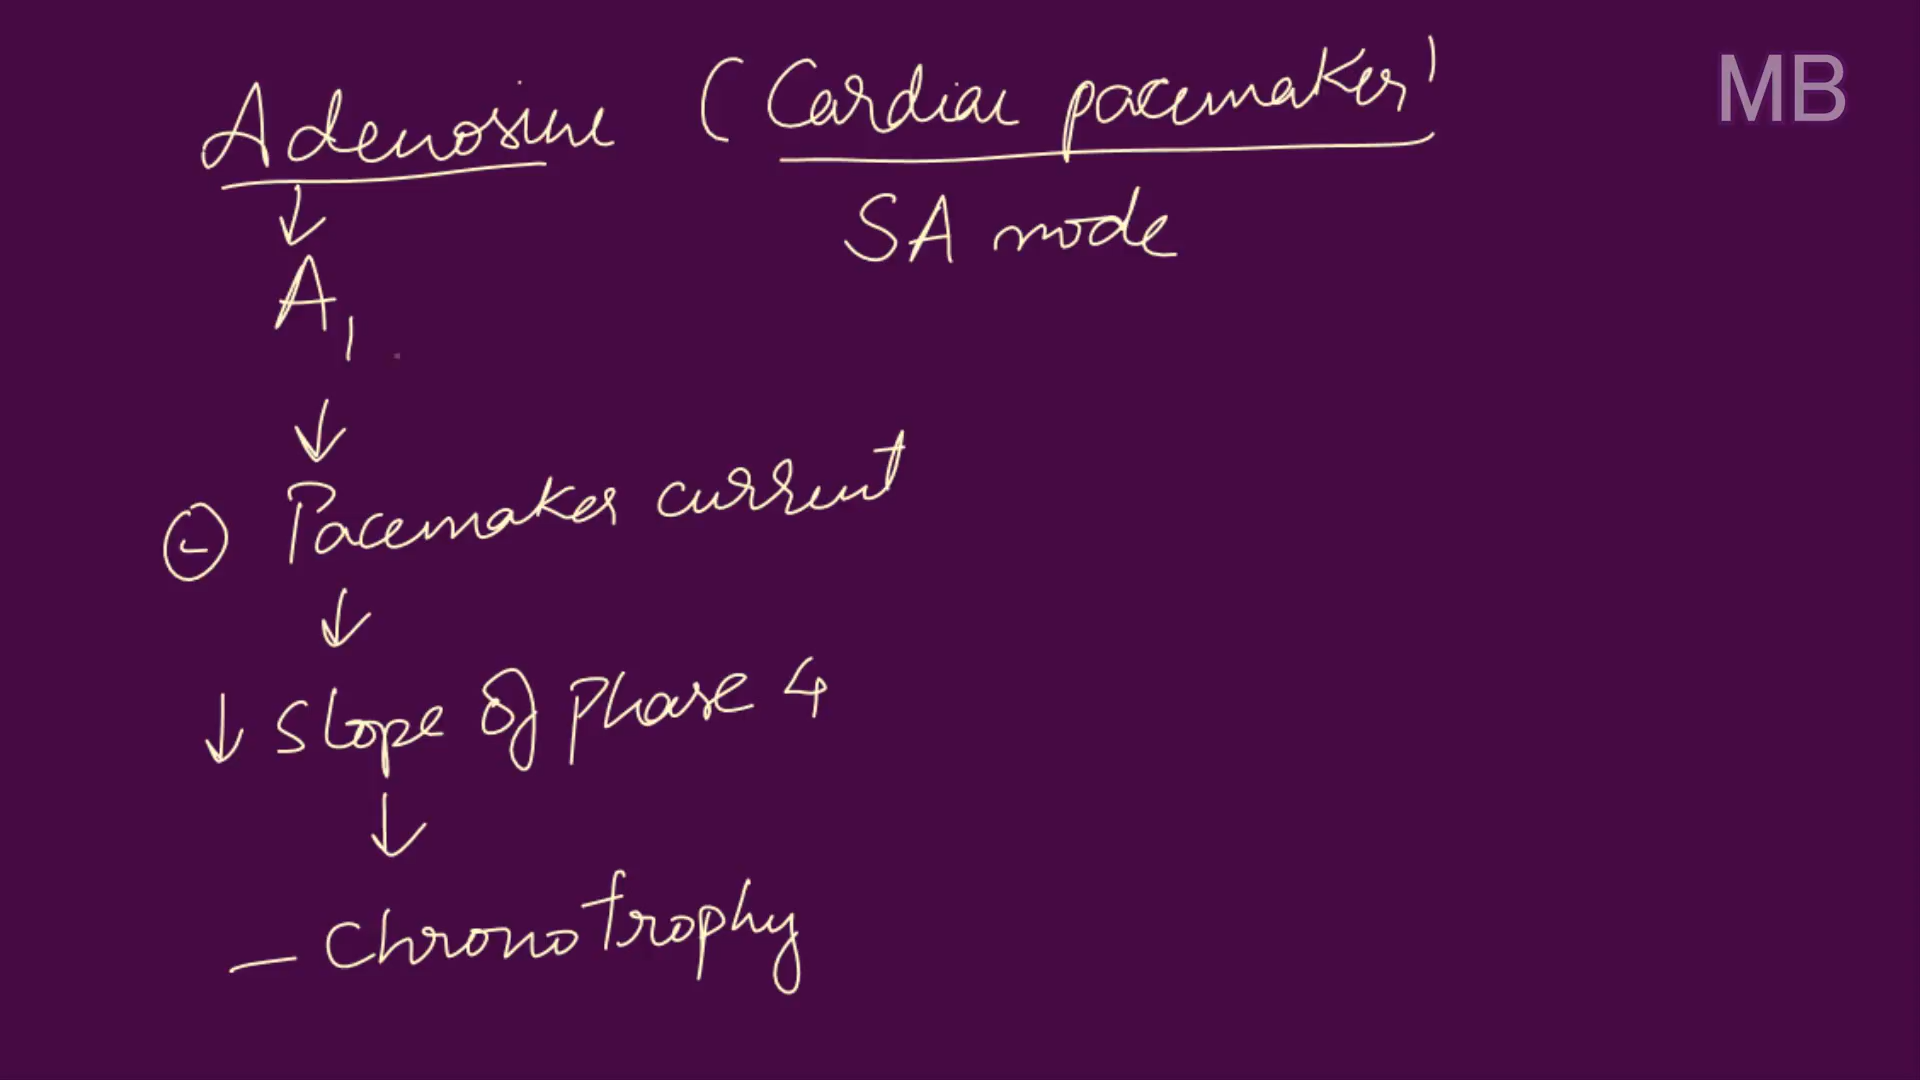 Adenosine (Cardiac pacemaker)
MB
SA node
↓
A1
↓
⊖ Pacemaker current
↓
↓ Slope of phase 4
↓
- Chronotrophy